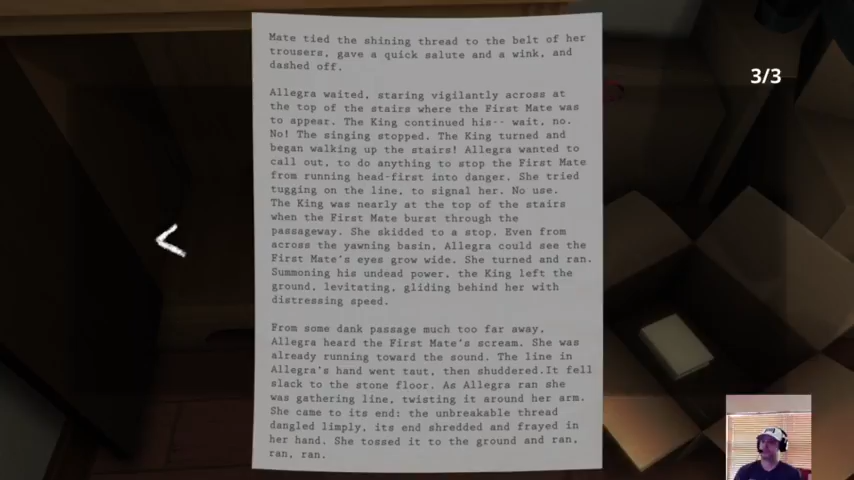 Mate tied the shining thread to the belt of her
trousers, gave a quick salute and a wink, and
dashed off.
Allegra waited, staring vigilantly across at
the top of the stairs where the First Mate was
to appear. The King continued his-- wait, no.
No! The singing stopped. The King turned and
began walking up the stairs! Allegra wanted to
call out, to do anything to stop the First Mate
from running head-first into danger. She tried
tugging on the line, to signal her. No use.
The King was nearly at the top of the stairs
when the First Mate burst through the
passageway. She skidded to a stop. Even from
across the yawning basin, Allegra could see the
First Mate's eyes grow wide. She turned and ran.
Summoning his undead power, the King left the
ground, levitating, gliding behind her with
distressing speed.
From some dank passage much too far away,
Allegra heard the First Mate's scream. She was
already running toward the sound. The line in
Allegra's hand went taut, then shuddered.It fell
slack to the stone floor. As Allegra ran she
was gathering line, twisting it around her arm.
She came to its end: the unbreakable thread
dangled limply, its end shredded and frayed in
her hand. She tossed it to the ground and ran,
ran, ran.
3/3